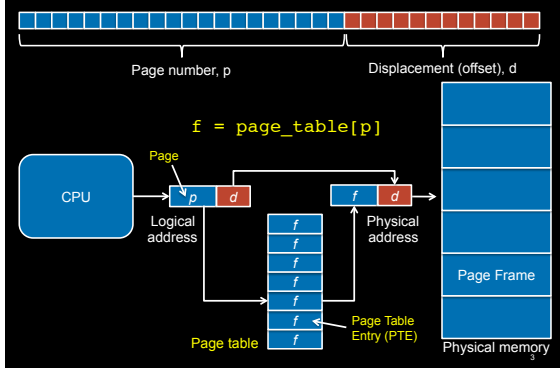 Page number, p
Displacement (offset), d
f = page_table[p]
Page
CPU
p
d
f
d
Logical
address
Physical
address
f
f
f
f
f
f
f
Page Frame
Page Table
Entry (PTE)
Page table
Physical memory
3